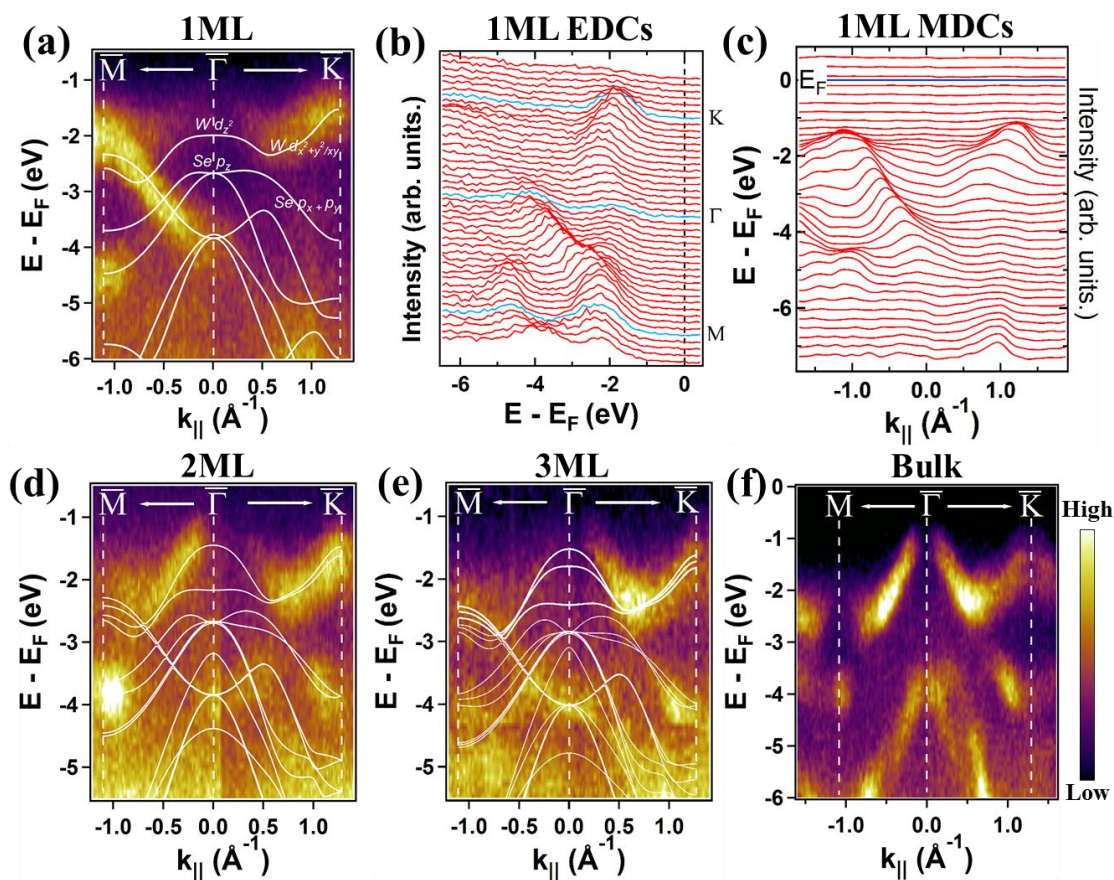 (a) 1ML
M̅ ← Γ̅ → K̅
W d_z²
W d_x²+y²/xy
Se p_z
Se p_x + p_y
-1
-2
-3
-4
-5
-6
E - E_F (eV)
-1.0 -0.5 0.0 0.5 1.0
k_|| (Å⁻¹)
(b) 1ML EDCs
Intensity (arb. units.)
K
Γ
M
-6 -4 -2 0
E - E_F (eV)
(c) 1ML MDCs
E_F
0
-2
-4
-6
E - E_F (eV)
Intensity (arb. units.)
-1.0 0.0 1.0
k_|| (Å⁻¹)
(d) 2ML
M̅ ← Γ̅ → K̅
-1
-2
-3
-4
-5
E - E_F (eV)
-1.0 -0.5 0.0 0.5 1.0
k_|| (Å⁻¹)
(e) 3ML
M̅ ← Γ̅ → K̅
-1
-2
-3
-4
-5
E - E_F (eV)
-1.0 -0.5 0.0 0.5 1.0
k_|| (Å⁻¹)
(f) Bulk
M̅ ← Γ̅ → K̅
0
-1
-2
-3
-4
-5
-6
E - E_F (eV)
-1.0 0.0 1.0
k_|| (Å⁻¹)
High
Low